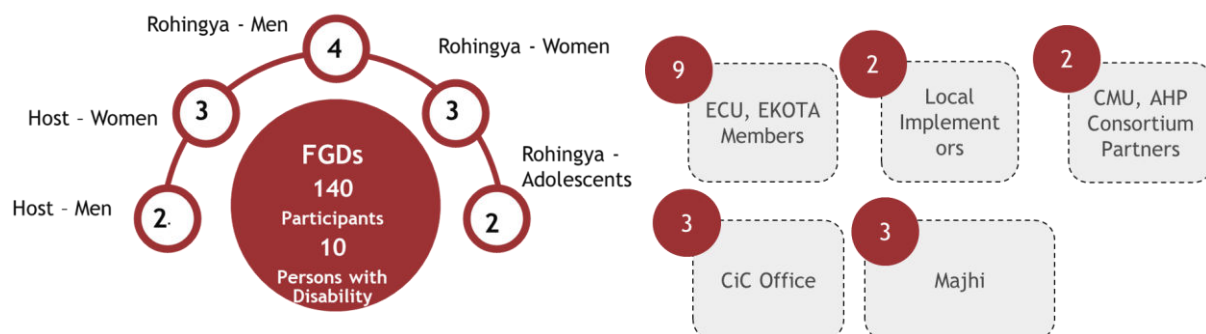 Rohingya - Men
4
Rohingya - Women
Host - Women
3
3
Host - Men
2.
Rohingya -
Adolescents
2
FGDs
140
Participants
10
Persons with
Disability
9
ECU, EKOTA
Members
2
Local
Implement
ors
2
CMU, AHP
Consortium
Partners
3
CiC Office
3
Majhi